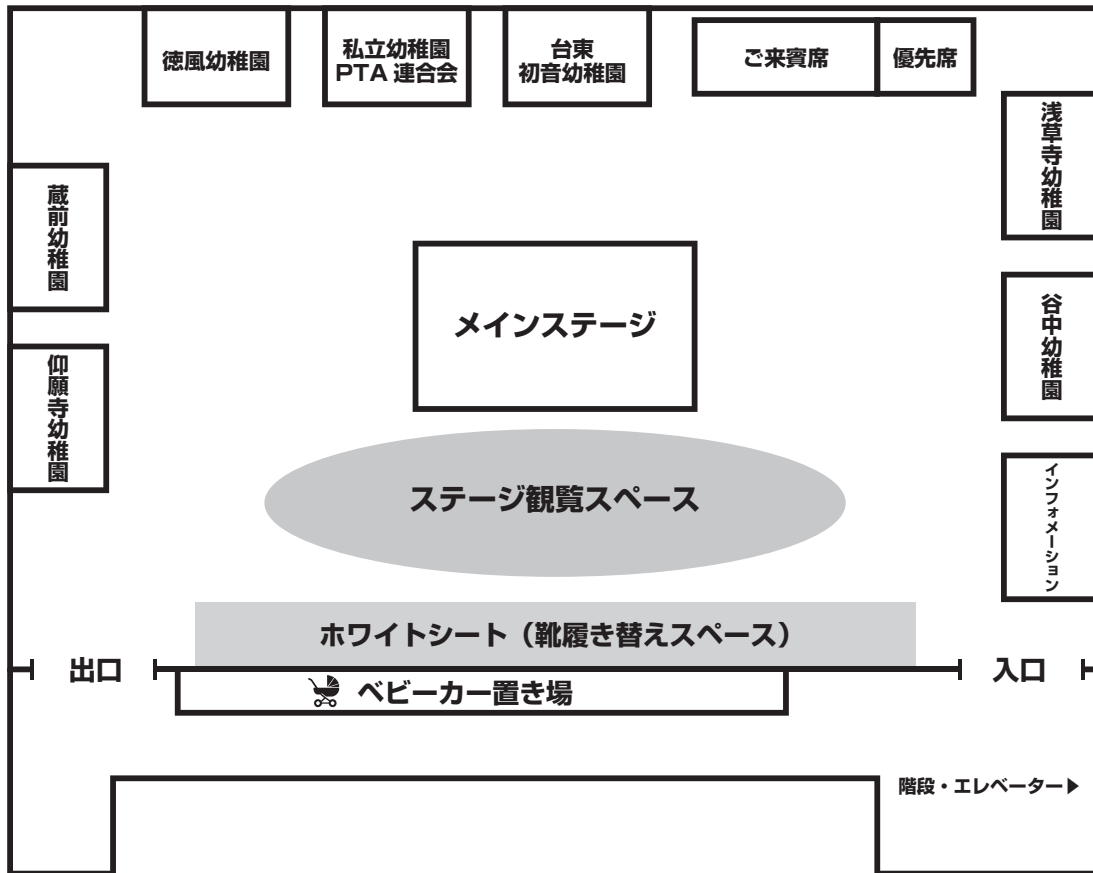 徳風幼稚園
私立幼稚園
PTA 連合会
台東
初音幼稚園
ご来賓席
優先席
浅草寺幼稚園
蔵前幼稚園
メインステージ
谷中幼稚園
仰願寺幼稚園
ステージ観覧スペース
インフォメーション
ホワイトシート（靴履き替えスペース）
出口
入口
ベビーカー置き場
階段・エレベーター▶